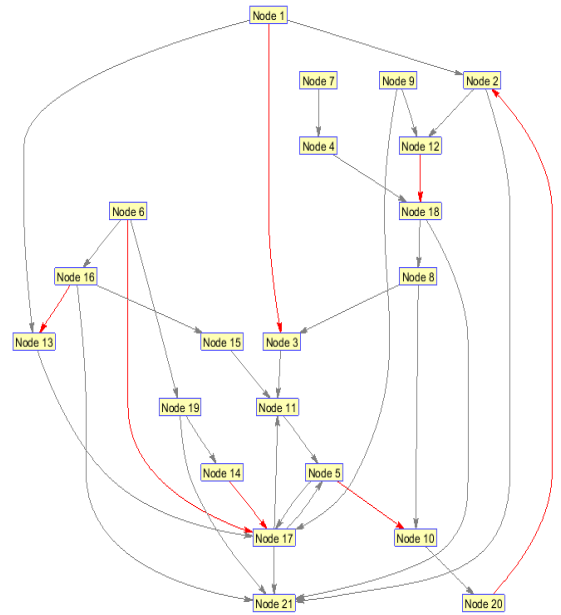 Node 1
Node 7
Node 9
Node 2
Node 4
Node 12
Node 6
Node 18
Node 16
Node 8
Node 13
Node 15
Node 3
Node 19
Node 11
Node 14
Node 5
Node 17
Node 10
Node 21
Node 20